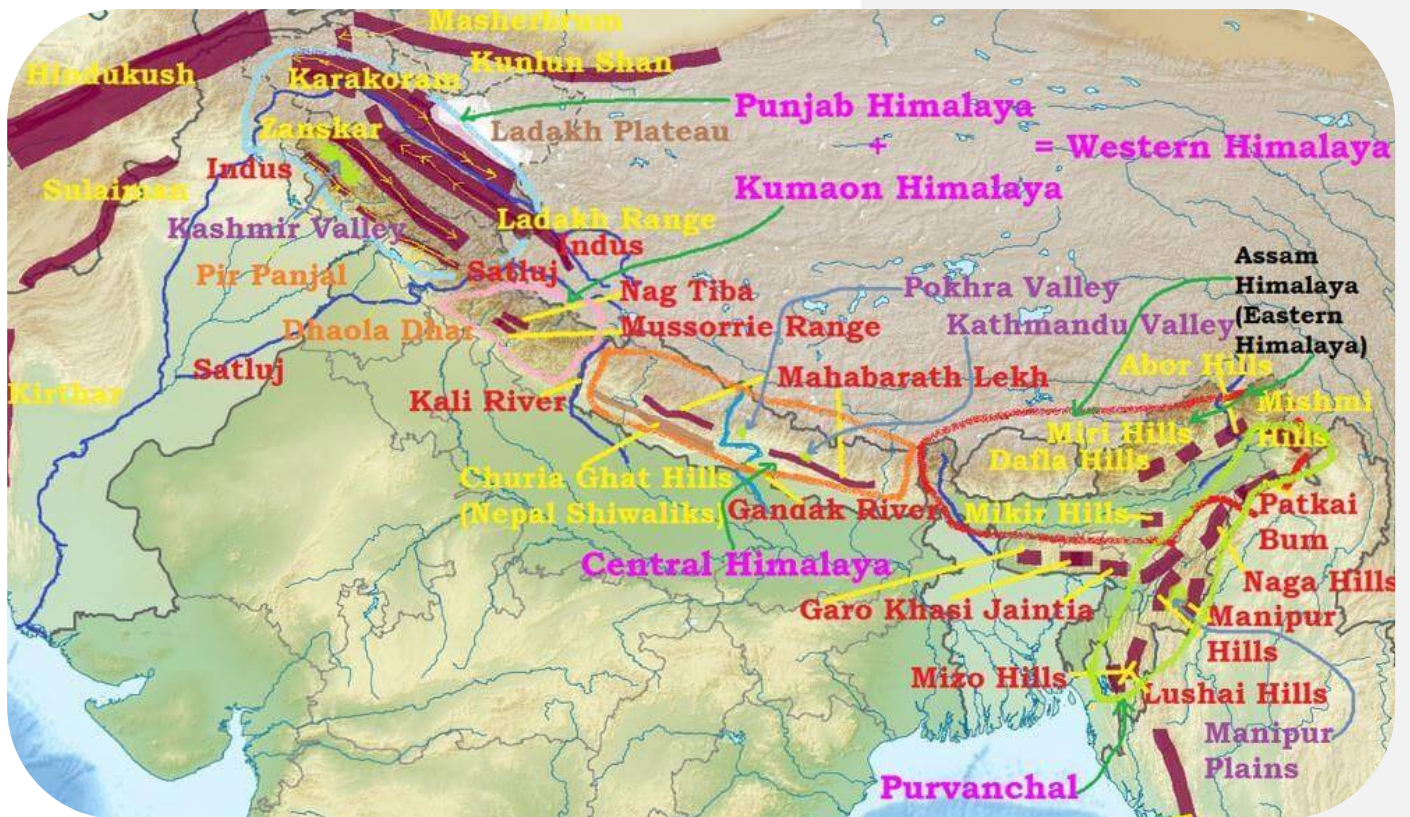 Masherbrum
Hindukush
Karakoram
Kunlun Shan
Punjab Himalaya
Zanskar
Ladakh Plateau
+
= Western Himalaya
Indus
Sulaiman
Kumaon Himalaya
Kashmir Valley
Ladakh Range
Indus
Pir Panjal
Satluj
Assam
Himalaya
(Eastern
Himalaya)
Nag Tiba
Pokhra Valley
Dhaola Dhar
Mussorrie Range
Kathmandu Valley
Satluj
Mahabarath Lekh
Abor Hills
Kirthar
Kali River
Mishmi
Hills
Miri Hills
Dafla Hills
Churia Ghat Hills
(Nepal Shiwaliks)
Gandak River
Mikir Hills
Patkai
Bum
Central Himalaya
Naga Hills
Garo Khasi Jaintia
Manipur
Hills
Mizo Hills
Lushai Hills
Manipur
Plains
Purvanchal